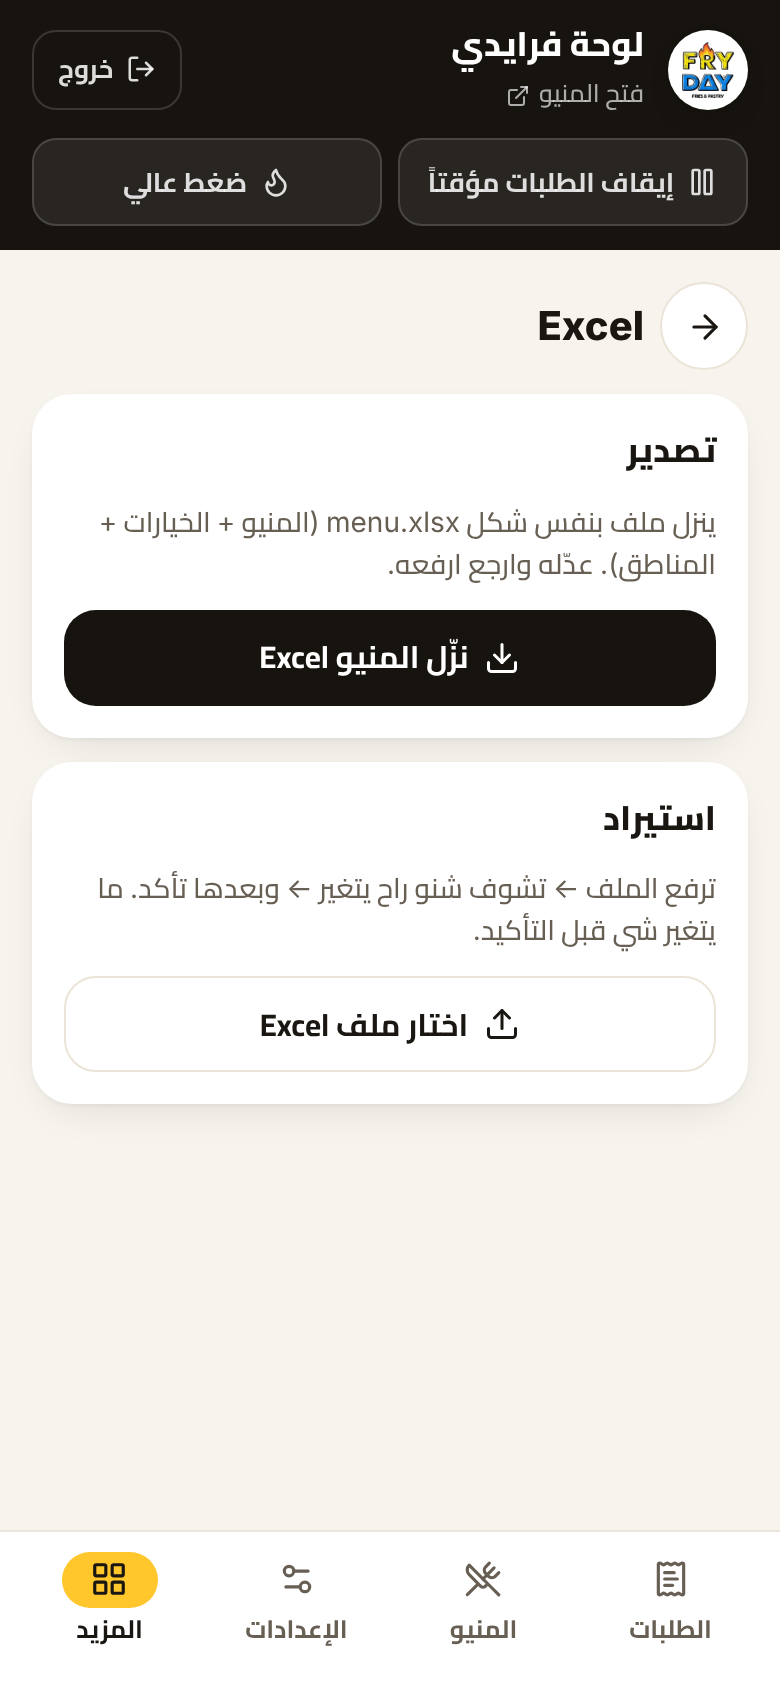 FRY
DAY
FRIES & PASTRY
لوحة فرايدي
فتح المنيو
خروج
إيقاف الطلبات مؤقتاً
ضغط عالي
Excel
تصدير
ينزل ملف بنفس شكل menu.xlsx (المنيو + الخيارات +
المناطق). عدّله وارجع ارفعه.
نزّل المنيو Excel
استيراد
ترفع الملف ← تشوف شنو راح يتغير ← وبعدها تأكد. ما
يتغير شي قبل التأكيد.
اختار ملف Excel
الطلبات
المنيو
الإعدادات
المزيد